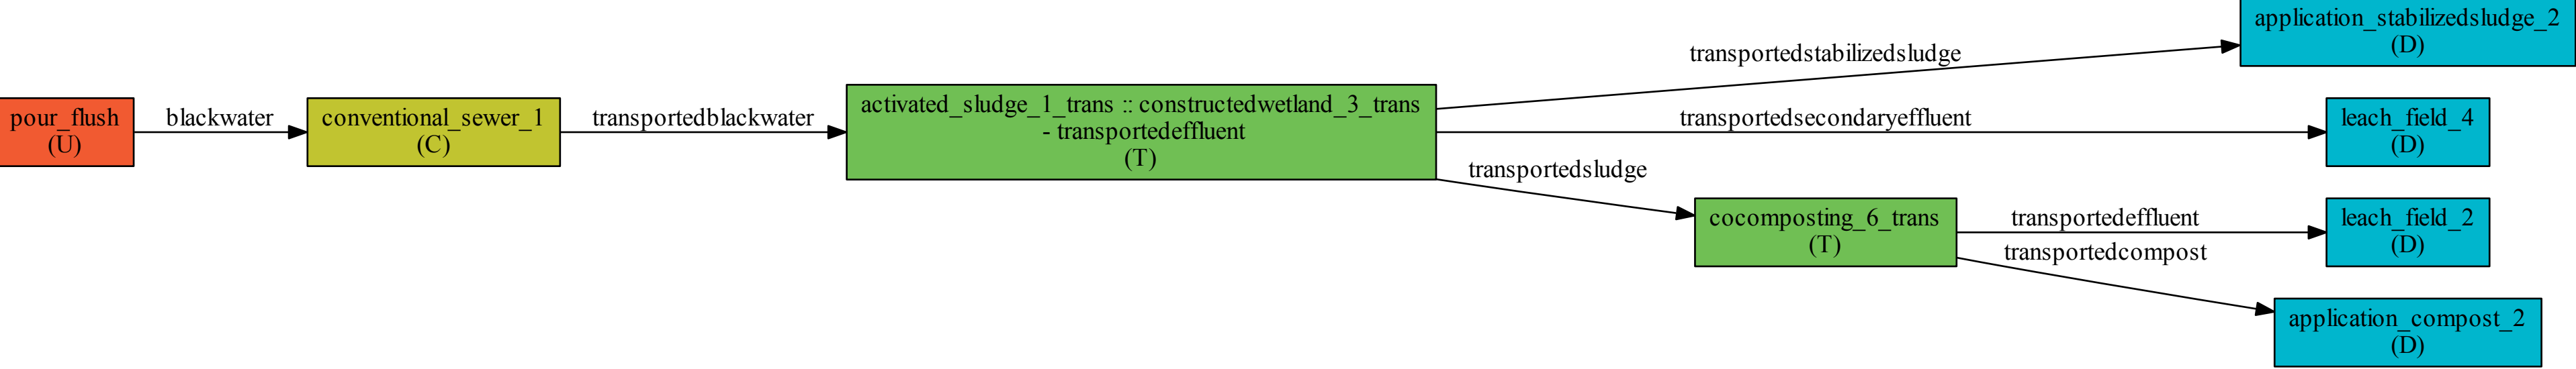 pour_flush
(U)
blackwater
conventional_sewer_1
(C)
transportedblackwater
activated_sludge_1_trans :: constructedwetland_3_trans
- transportedeffluent
(T)
transportedstabilizedsludge
application_stabilizedsludge_2
(D)
transportedsecondaryeffluent
leach_field_4
(D)
transportedsludge
cocomposting_6_trans
(T)
transportedeffluent
leach_field_2
(D)
transportedcompost
application_compost_2
(D)